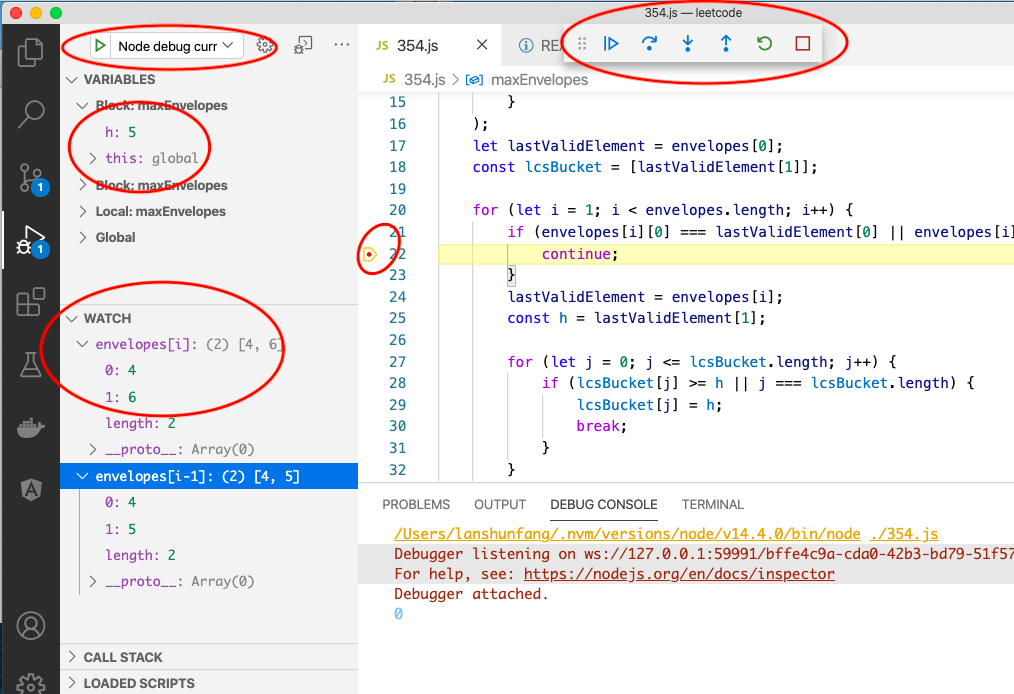 354.js — leetcode
Node debug curr
JS 354.js
VARIABLES
Block: maxEnvelopes
h: 5
this: global
Block: maxEnvelopes
Local: maxEnvelopes
Global
WATCH
envelopes[i]: (2) [4, 6]
0: 4
1: 6
length: 2
__proto__: Array(0)
envelopes[i-1]: (2) [4, 5]
0: 4
1: 5
length: 2
__proto__: Array(0)
CALL STACK
LOADED SCRIPTS
1
1
JS 354.js > maxEnvelopes
15 }
16 );
17 let lastValidElement = envelopes[0];
18 const lcsBucket = [lastValidElement[1]];
19
20 for (let i = 1; i < envelopes.length; i++) {
21 if (envelopes[i][0] === lastValidElement[0] || envelopes[i]
22 continue;
23 }
24 lastValidElement = envelopes[i];
25 const h = lastValidElement[1];
26
27 for (let j = 0; j <= lcsBucket.length; j++) {
28 if (lcsBucket[j] >= h || j === lcsBucket.length) {
29 lcsBucket[j] = h;
30 break;
31 }
32 }
PROBLEMS OUTPUT DEBUG CONSOLE TERMINAL
/Users/lanshunfang/.nvm/versions/node/v14.4.0/bin/node ./354.js
Debugger listening on ws://127.0.0.1:59991/bffe4c9a-cda0-42b3-bd79-51f57
For help, see: https://nodejs.org/en/docs/inspector
Debugger attached.
0